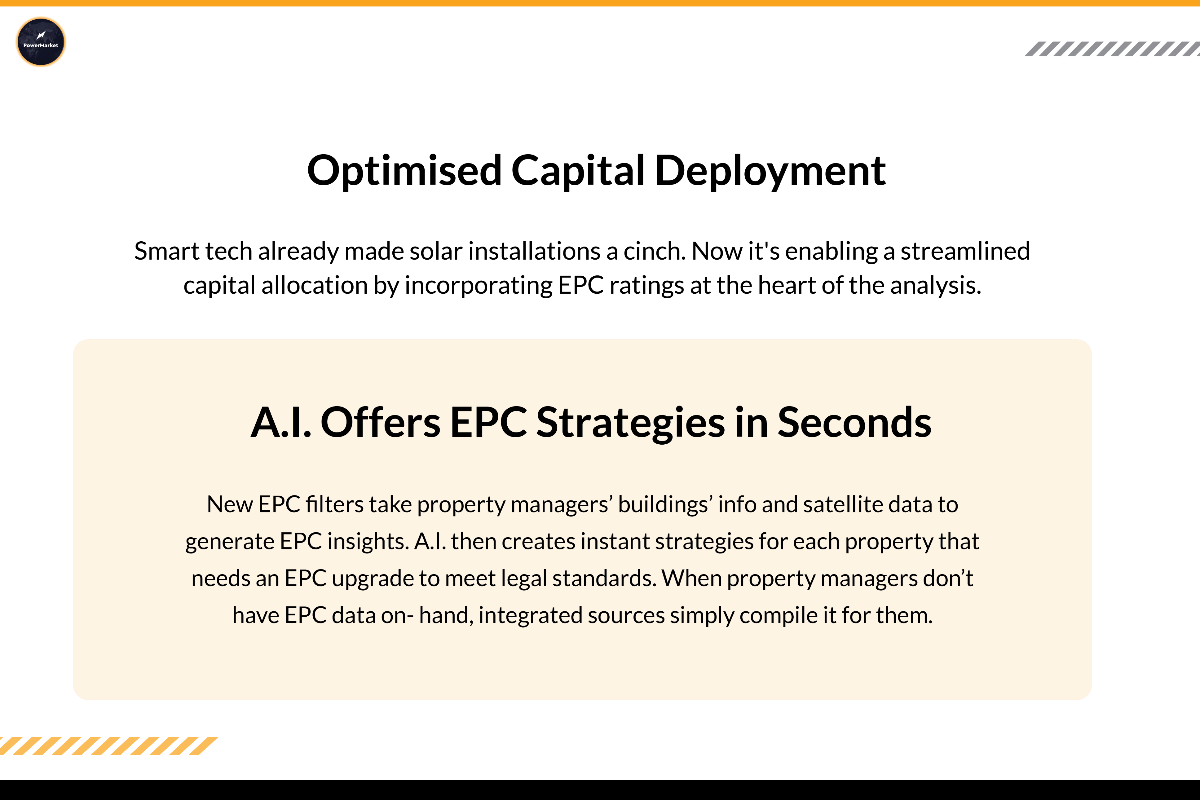 PowerMarket
Optimised Capital Deployment
Smart tech already made solar installations a cinch. Now it's enabling a streamlined
capital allocation by incorporating EPC ratings at the heart of the analysis.
A.I. Offers EPC Strategies in Seconds
New EPC filters take property managers’ buildings’ info and satellite data to
generate EPC insights. A.I. then creates instant strategies for each property that
needs an EPC upgrade to meet legal standards. When property managers don’t
have EPC data on- hand, integrated sources simply compile it for them.